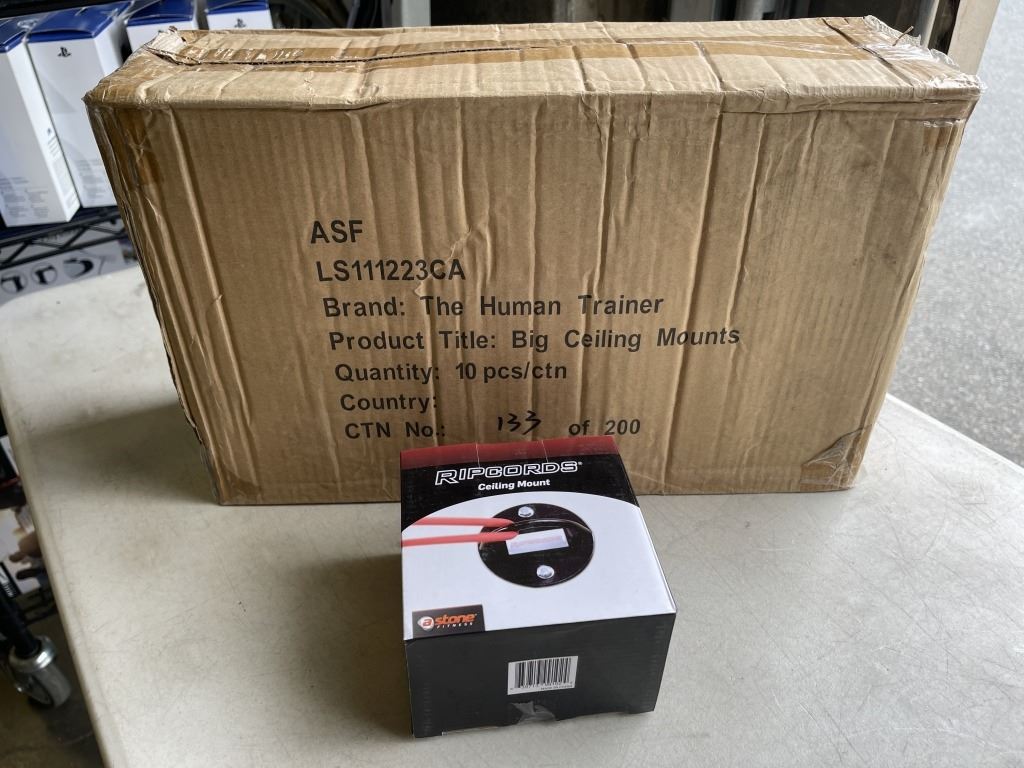 ASF
LS111223CA
Brand: The Human Trainer
Product Title: Big Ceiling Mounts
Quantity: 10 pcs/ctn
Country:
CTN No.: 133 of 200
RIPCORDS®
Ceiling Mount
a stone
FITNESS